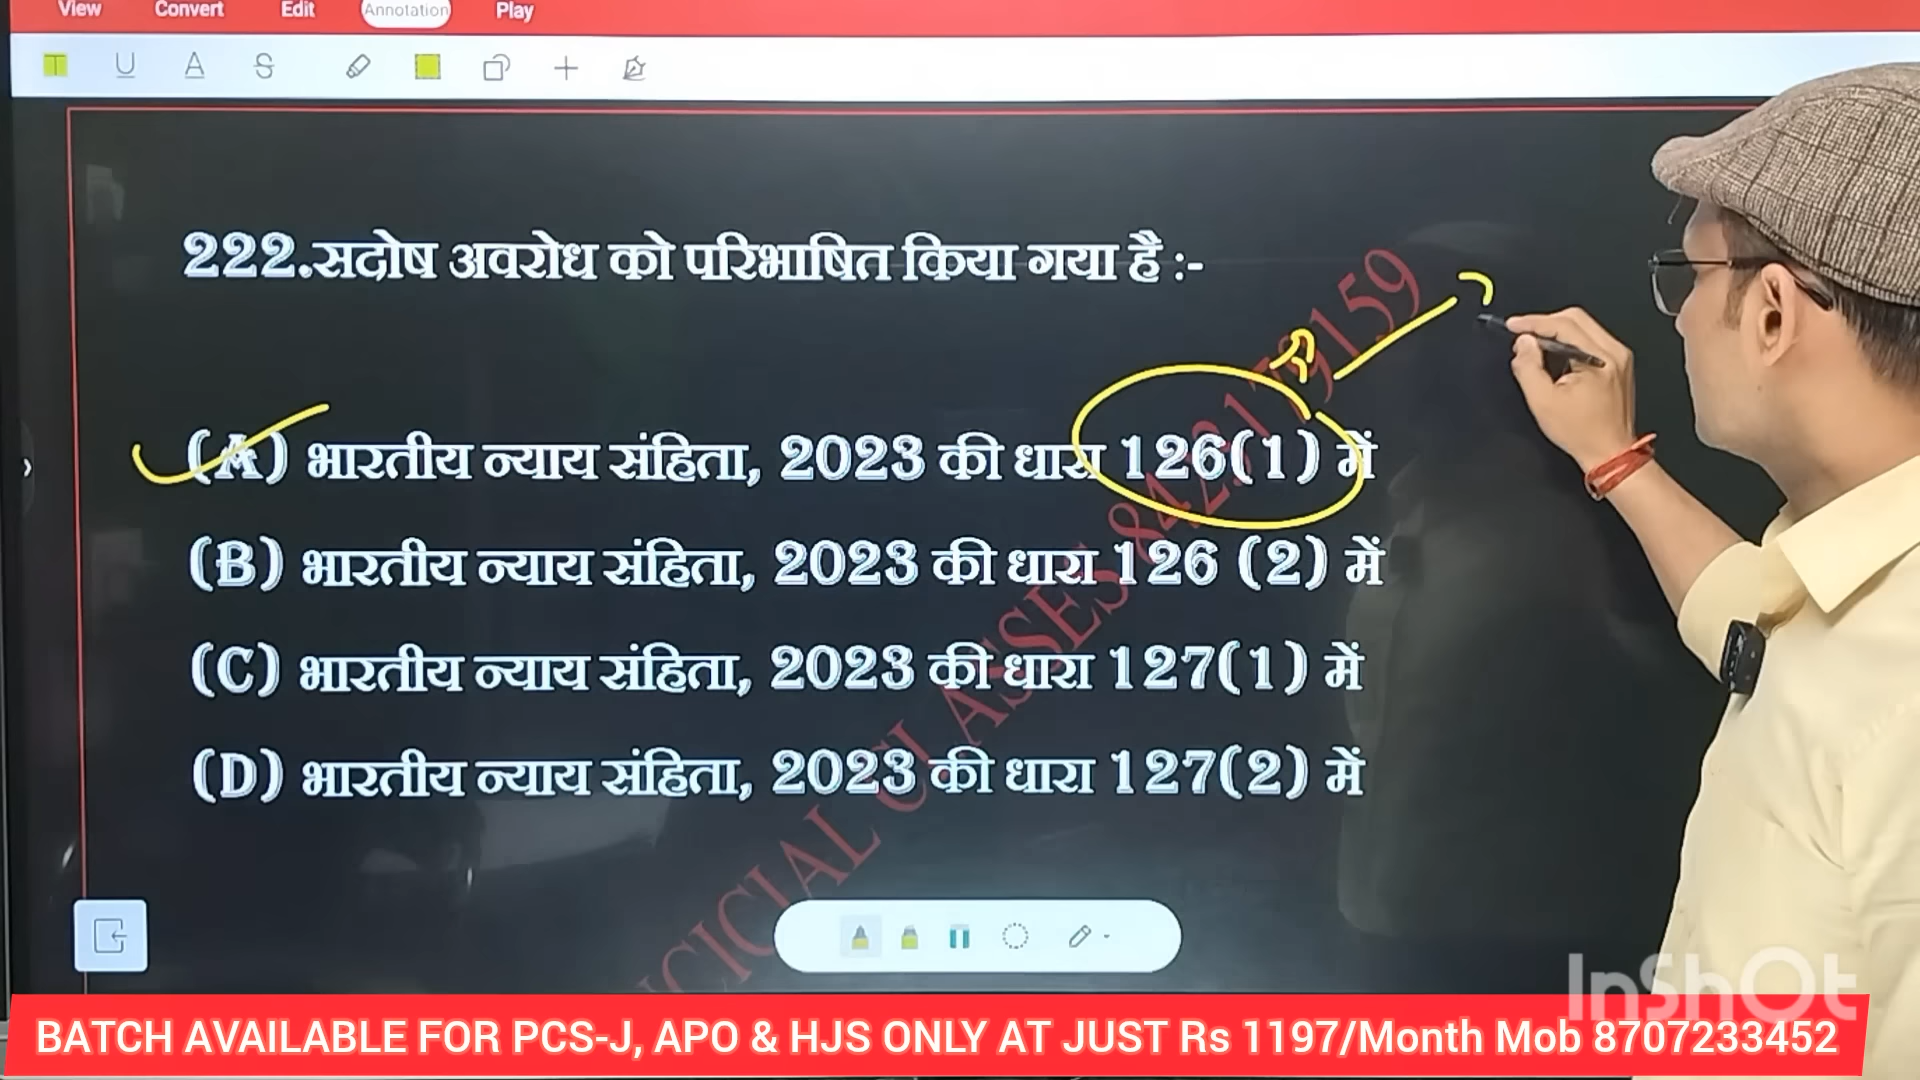 View Convert Edit Annotation Play
T U A S
222.सदोष अवरोध को परिभाषित किया गया है :-
(A) भारतीय न्याय संहिता, 2023 की धारा 126(1) में
(B) भारतीय न्याय संहिता, 2023 की धारा 126 (2) में
(C) भारतीय न्याय संहिता, 2023 की धारा 127(1) में
(D) भारतीय न्याय संहिता, 2023 की धारा 127(2) में
CLASSES
InShOt
BATCH AVAILABLE FOR PCS-J, APO & HJS ONLY AT JUST Rs 1197/Month Mob 8707233452